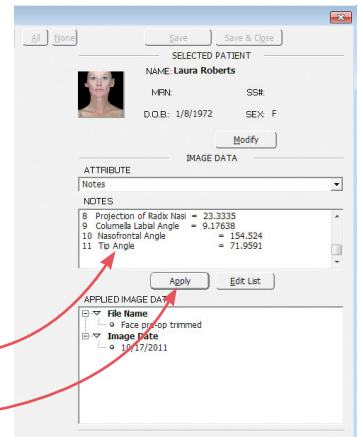 All None Save Save & Close
SELECTED PATIENT
NAME: Laura Roberts
MRN: SS#:
D.O.B.: 1/8/1972 SEX: F
Modify
IMAGE DATA
ATTRIBUTE
Notes
NOTES
8 Projection of Radix Nasi = 23.3335
9 Columella Labial Angle = 9.17638
10 Nasofrontal Angle = 154.524
11 Tip Angle = 71.9591
Apply Edit List
APPLIED IMAGE DATA
File Name
Face pre-op trimmed
Image Date
10/17/2011